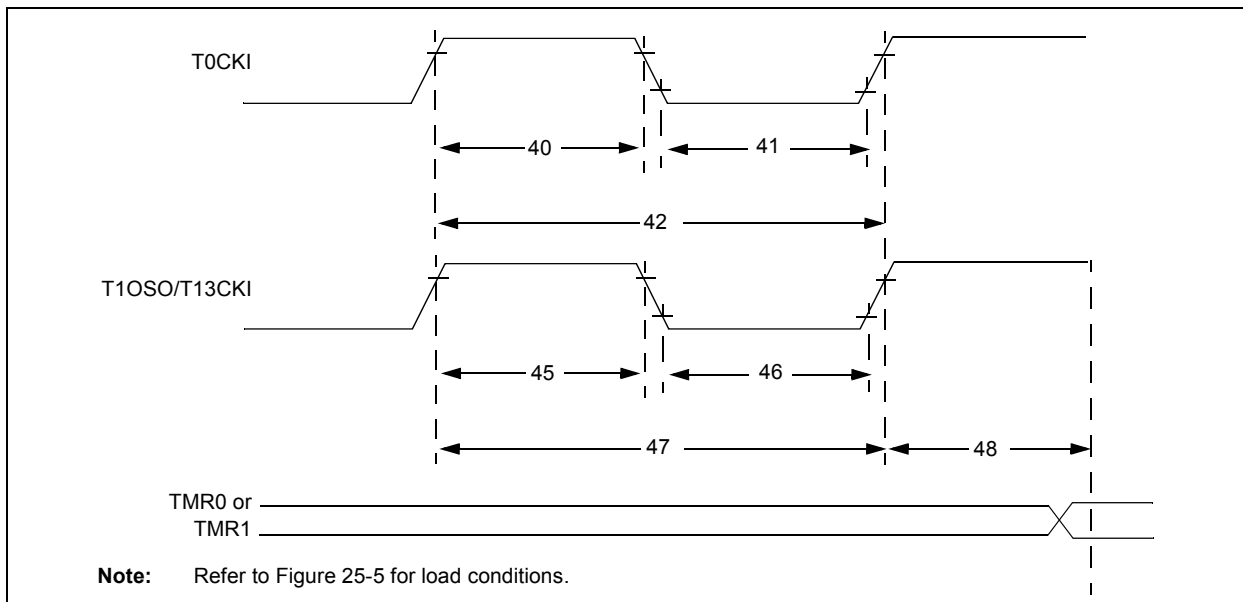 T0CKI
40
41
42
T1OSO/T13CKI
45
46
47
48
TMR0 or
TMR1
Note: Refer to Figure 25-5 for load conditions.